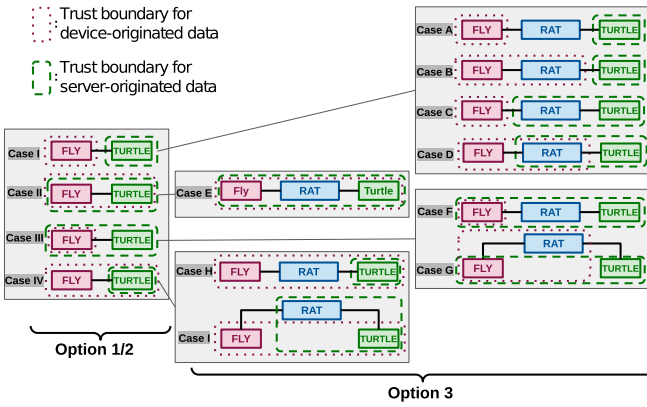 Trust boundary for
device-originated data
Trust boundary for
server-originated data
Case I
FLY
TURTLE
Case II
FLY
TURTLE
Case III
FLY
TURTLE
Case IV
FLY
TURTLE
Option 1/2
Case A
FLY
RAT
TURTLE
Case B
FLY
RAT
TURTLE
Case C
FLY
RAT
TURTLE
Case D
FLY
RAT
TURTLE
Case E
Fly
RAT
Turtle
Case F
FLY
RAT
TURTLE
RAT
Case G
FLY
TURTLE
Case H
FLY
RAT
TURTLE
RAT
Case I
FLY
TURTLE
Option 3